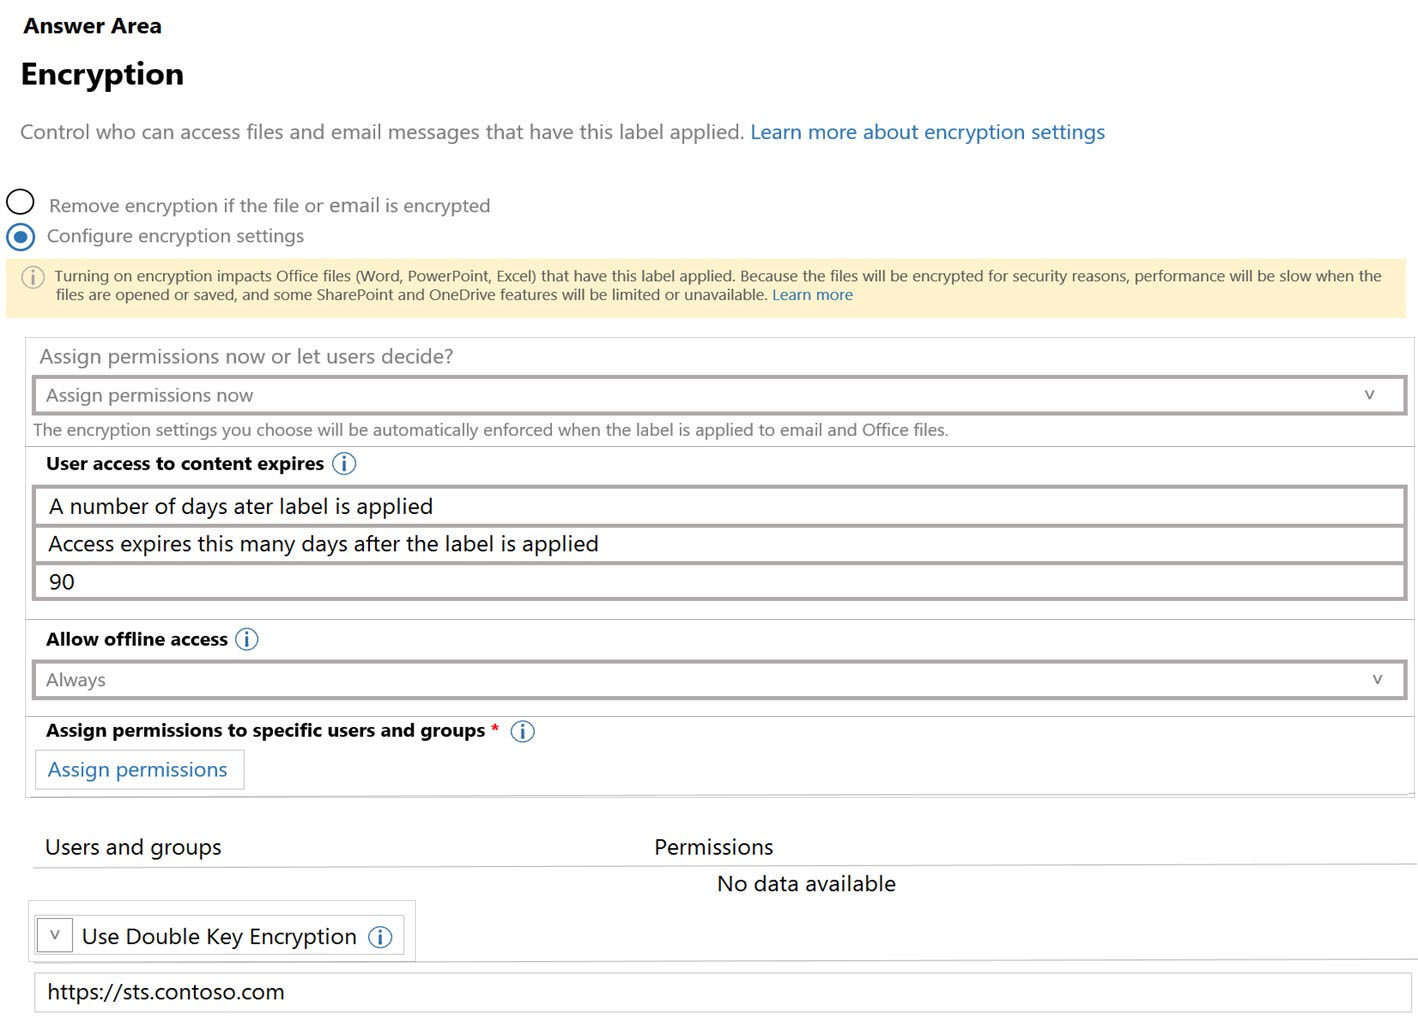 Answer Area
Encryption
Control who can access files and email messages that have this label applied. Learn more about encryption settings
Remove encryption if the file or email is encrypted
Configure encryption settings
Turning on encryption impacts Office files (Word, PowerPoint, Excel) that have this label applied. Because the files will be encrypted for security reasons, performance will be slow when the
files are opened or saved, and some SharePoint and OneDrive features will be limited or unavailable. Learn more
Assign permissions now or let users decide?
Assign permissions now
The encryption settings you choose will be automatically enforced when the label is applied to email and Office files.
User access to content expires
A number of days ater label is applied
Access expires this many days after the label is applied
90
Allow offline access
Always
Assign permissions to specific users and groups *
Assign permissions
Users and groups Permissions
No data available
Use Double Key Encryption
https://sts.contoso.com